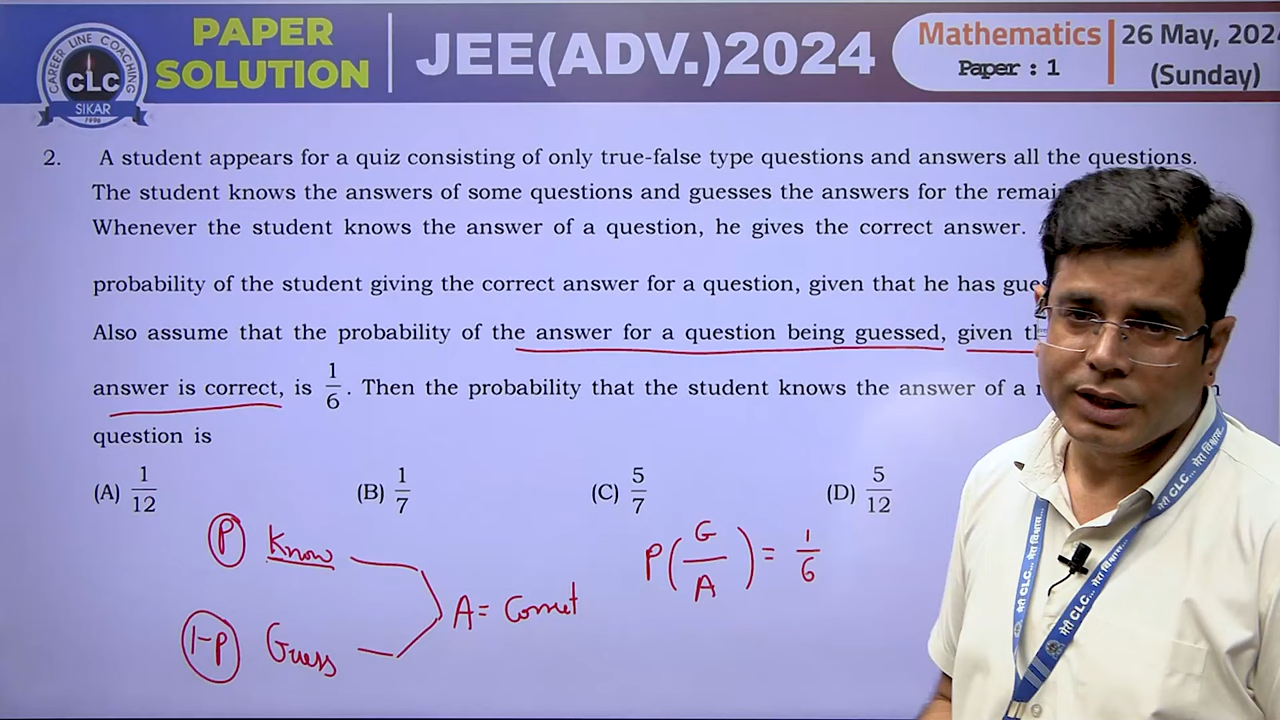 PAPER SOLUTION
JEE(ADV.)2024
Mathematics
Paper : 1
26 May, 202
(Sunday)
CAREER LINE COACHING
CLC
SIKAR
1996
2. A student appears for a quiz consisting of only true-false type questions and answers all the questions.
The student knows the answers of some questions and guesses the answers for the
Whenever the student knows the answer of a question, he gives the correct answer.
probability of the student giving the correct answer for a question, given that he has
Also assume that the probability of the answer for a question being guessed, given
answer is correct, is 1/6. Then the probability that the student knows the answer of a
question is
(A) 1/12 (B) 1/7 (C) 5/7 (D) 5/12
P Know
1-P Guess
A= Correct
P(G/A) = 1/6
मेरी CLC... मेरा विश्वास...
मेरी CLC... मेरा विश्वास...